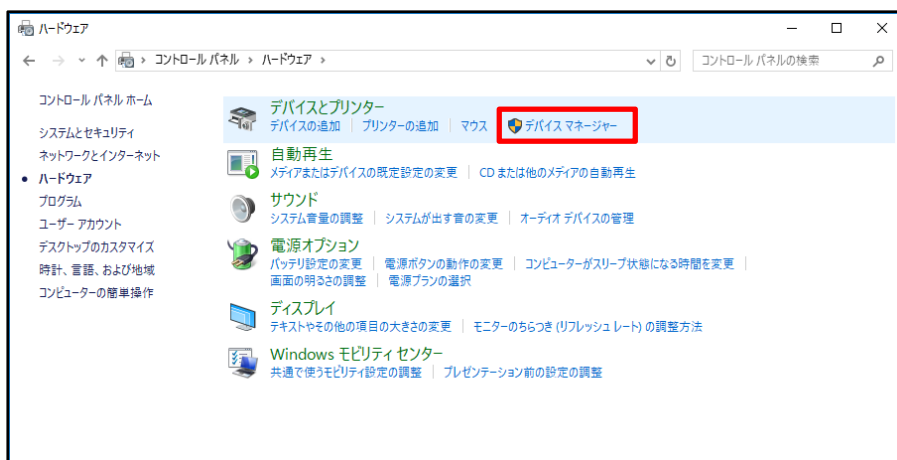 ハードウェア
コントロール パネル › ハードウェア ›
コントロール パネルの検索
コントロール パネル ホーム
システムとセキュリティ
ネットワークとインターネット
ハードウェア
プログラム
ユーザー アカウント
デスクトップのカスタマイズ
時計、言語、および地域
コンピューターの簡単操作
デバイスとプリンター
デバイスの追加 | プリンターの追加 | マウス | デバイス マネージャー
自動再生
メディアまたはデバイスの既定設定の変更 | CD または他のメディアの自動再生
サウンド
システム音量の調整 | システムが出す音の変更 | オーディオ デバイスの管理
電源オプション
バッテリ設定の変更 | 電源ボタンの動作の変更 | コンピューターがスリープ状態になる時間を変更 |
画面の明るさの調整 | 電源プランの選択
ディスプレイ
テキストやその他の項目の大きさの変更 | モニターのちらつき (リフレッシュ レート) の調整方法
Windows モビリティ センター
共通で使うモビリティ設定の調整 | プレゼンテーション前の設定の調整